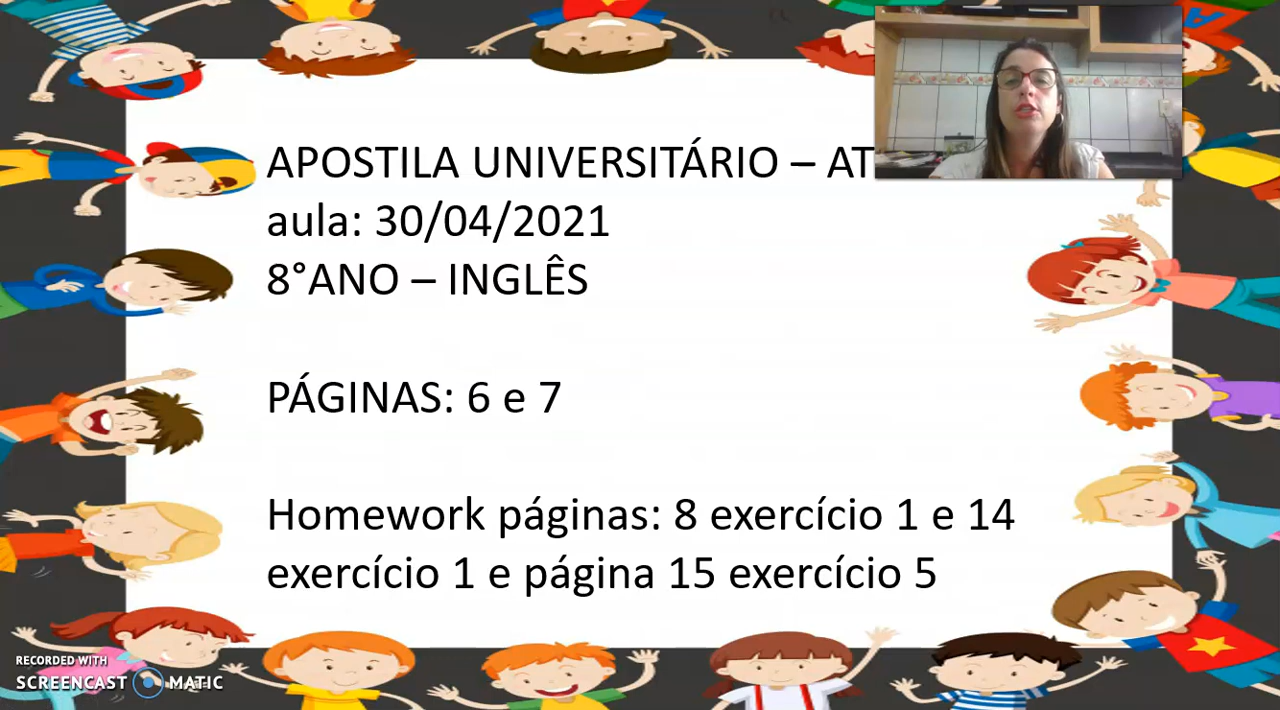 APOSTILA UNIVERSITÁRIO – AT
aula: 30/04/2021
8°ANO – INGLÊS
PÁGINAS: 6 e 7
Homework páginas: 8 exercício 1 e 14
exercício 1 e página 15 exercício 5
RECORDED WITH
SCREENCAST MATIC